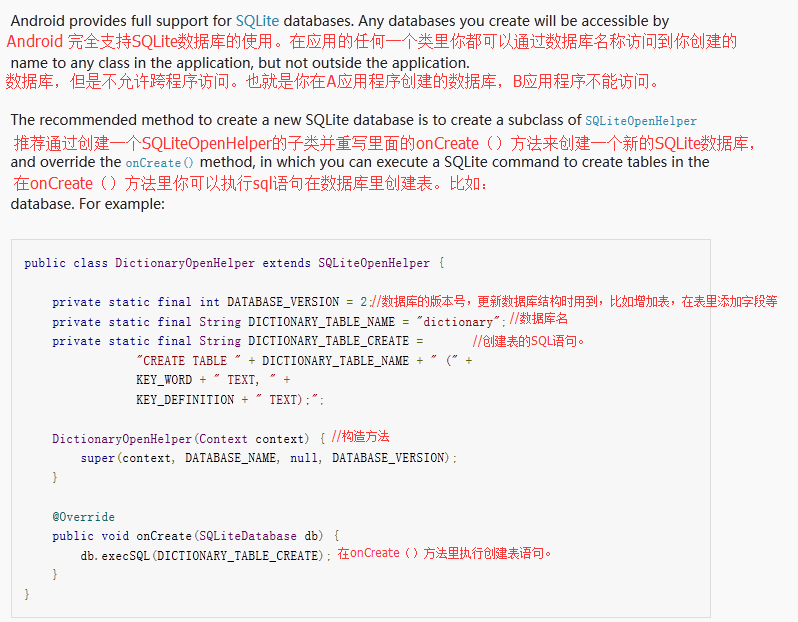 Android provides full support for SQLite databases. Any databases you create will be accessible by
Android 完全支持SQLite数据库的使用。在应用的任何一个类里你都可以通过数据库名称访问到你创建的
name to any class in the application, but not outside the application.
数据库，但是不允许跨程序访问。也就是你在A应用程序创建的数据库，B应用程序不能访问。
The recommended method to create a new SQLite database is to create a subclass of SQLiteOpenHelper
推荐通过创建一个SQLiteOpenHelper的子类并重写里面的onCreate（）方法来创建一个新的SQLite数据库，
and override the onCreate() method, in which you can execute a SQLite command to create tables in the
在onCreate（）方法里你可以执行sql语句在数据库里创建表。比如：
database. For example:
public class DictionaryOpenHelper extends SQLiteOpenHelper {
private static final int DATABASE_VERSION = 2;//数据库的版本号，更新数据库结构时用到，比如增加表，在表里添加字段等
private static final String DICTIONARY_TABLE_NAME = "dictionary"; //数据库名
private static final String DICTIONARY_TABLE_CREATE = //创建表的SQL语句。
"CREATE TABLE " + DICTIONARY_TABLE_NAME + " (" +
KEY_WORD + " TEXT, " +
KEY_DEFINITION + " TEXT);";
DictionaryOpenHelper(Context context) { //构造方法
super(context, DATABASE_NAME, null, DATABASE_VERSION);
}
@Override
public void onCreate(SQLiteDatabase db) {
db.execSQL(DICTIONARY_TABLE_CREATE); 在onCreate（）方法里执行创建表语句。
}
}